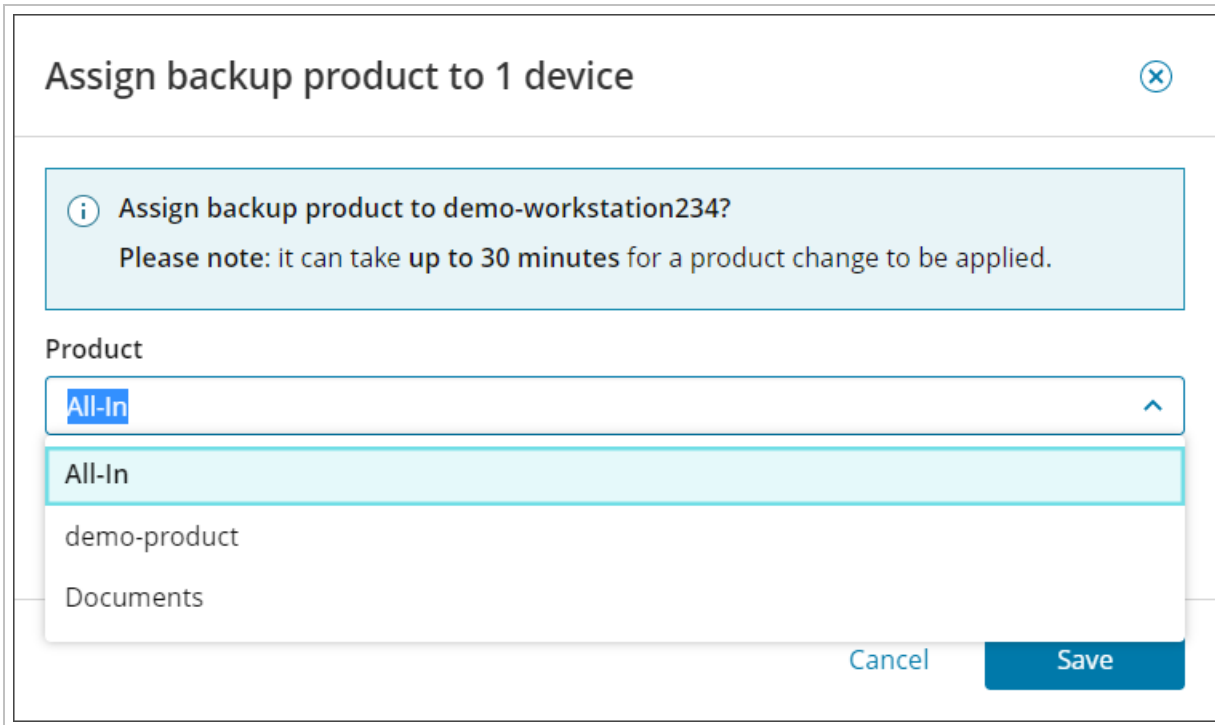 Assign backup product to 1 device
Assign backup product to demo-workstation234?
Please note: it can take up to 30 minutes for a product change to be applied.
Product
All-In
All-In
demo-product
Documents
Cancel
Save